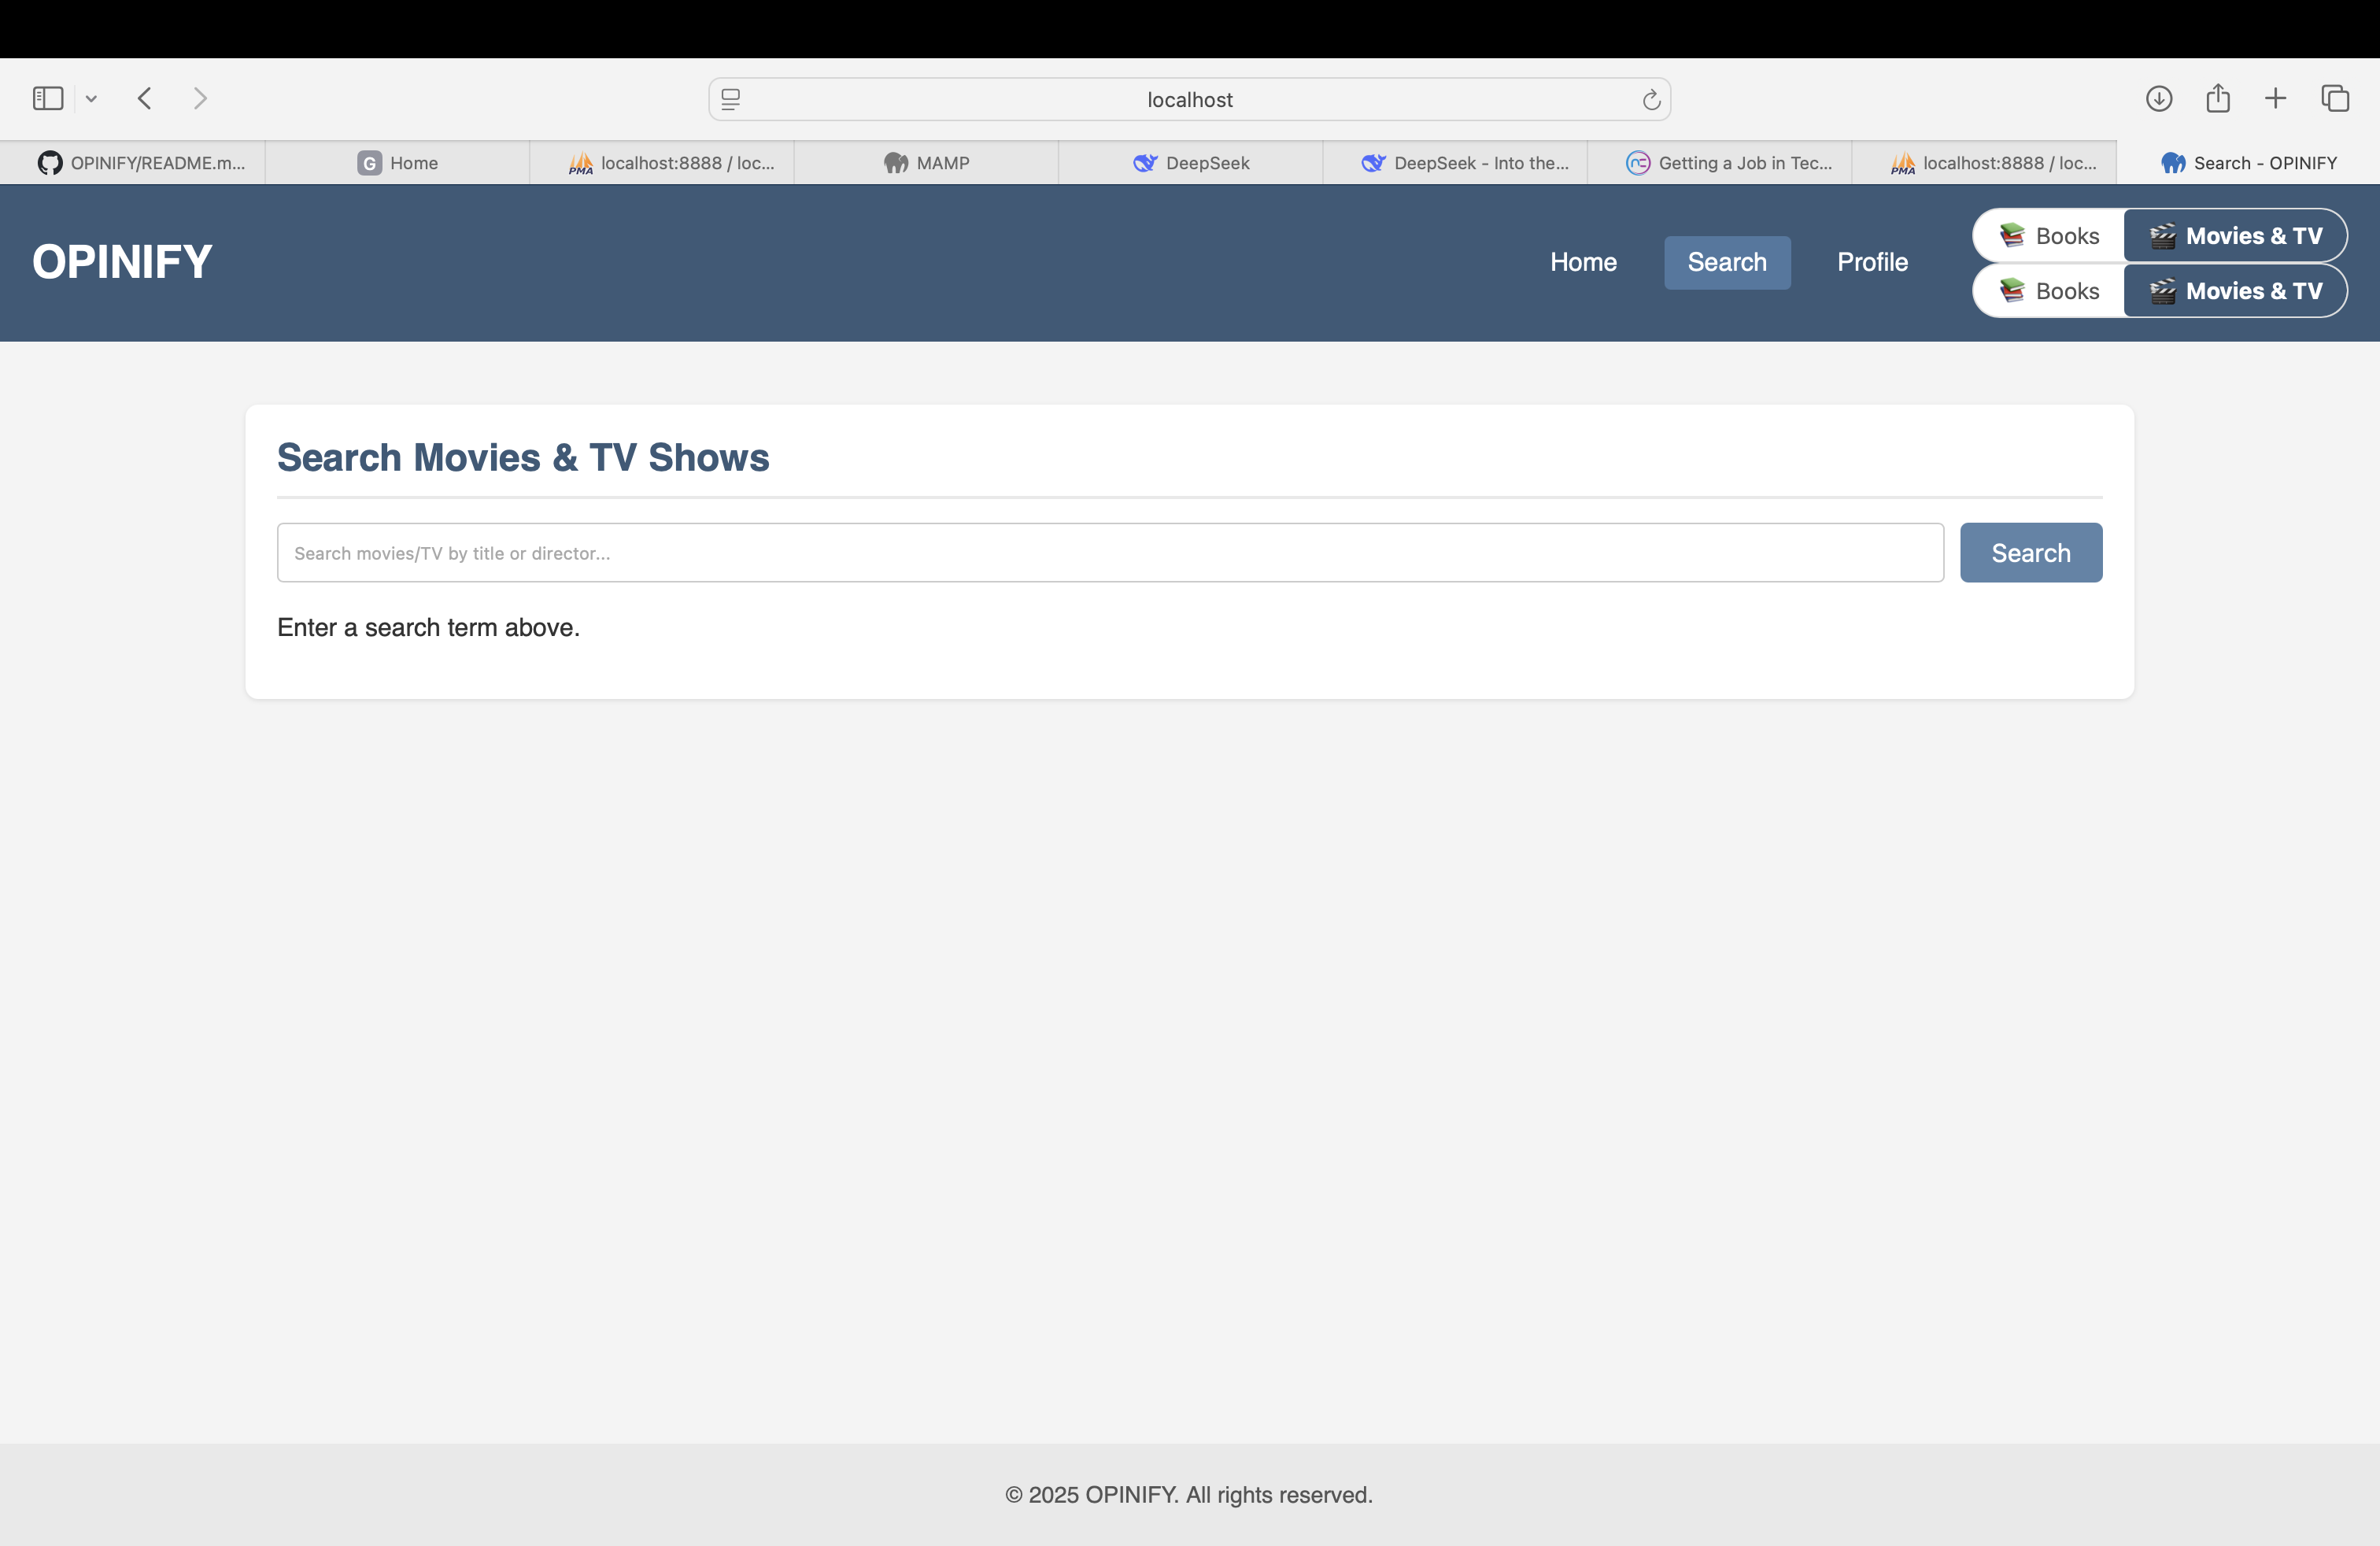 localhost
OPINIFY/README.m...
G Home
PMA localhost:8888 / loc...
MAMP
DeepSeek
DeepSeek - Into the...
Getting a Job in Tec...
PMA localhost:8888 / loc...
Search - OPINIFY
OPINIFY
Home
Search
Profile
📚 Books
🎬 Movies & TV
📚 Books
🎬 Movies & TV
Search Movies & TV Shows
Search movies/TV by title or director...
Search
Enter a search term above.
© 2025 OPINIFY. All rights reserved.